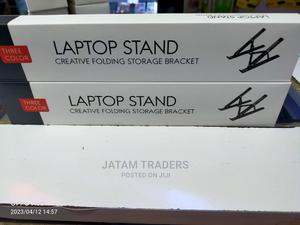 LAPTOP STAND
THREE
COLOR
LAPTOP STAND
CREATIVE FOLDING STORAGE BRACKET
THREE
COLOR
LAPTOP STAND
CREATIVE FOLDING STORAGE BRACKET
JATAM TRADERS
POSTED ON JIJI
2023/04/12 14:57